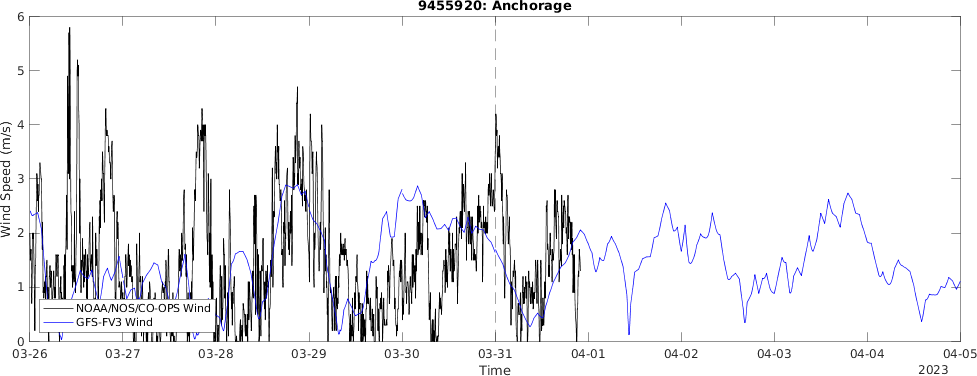 9455920: Anchorage
6
5
4
3
2
1
0
Wind Speed (m/s)
NOAA/NOS/CO-OPS Wind
GFS-FV3 Wind
03-26 03-27 03-28 03-29 03-30 03-31 04-01 04-02 04-03 04-04 04-05
Time
2023